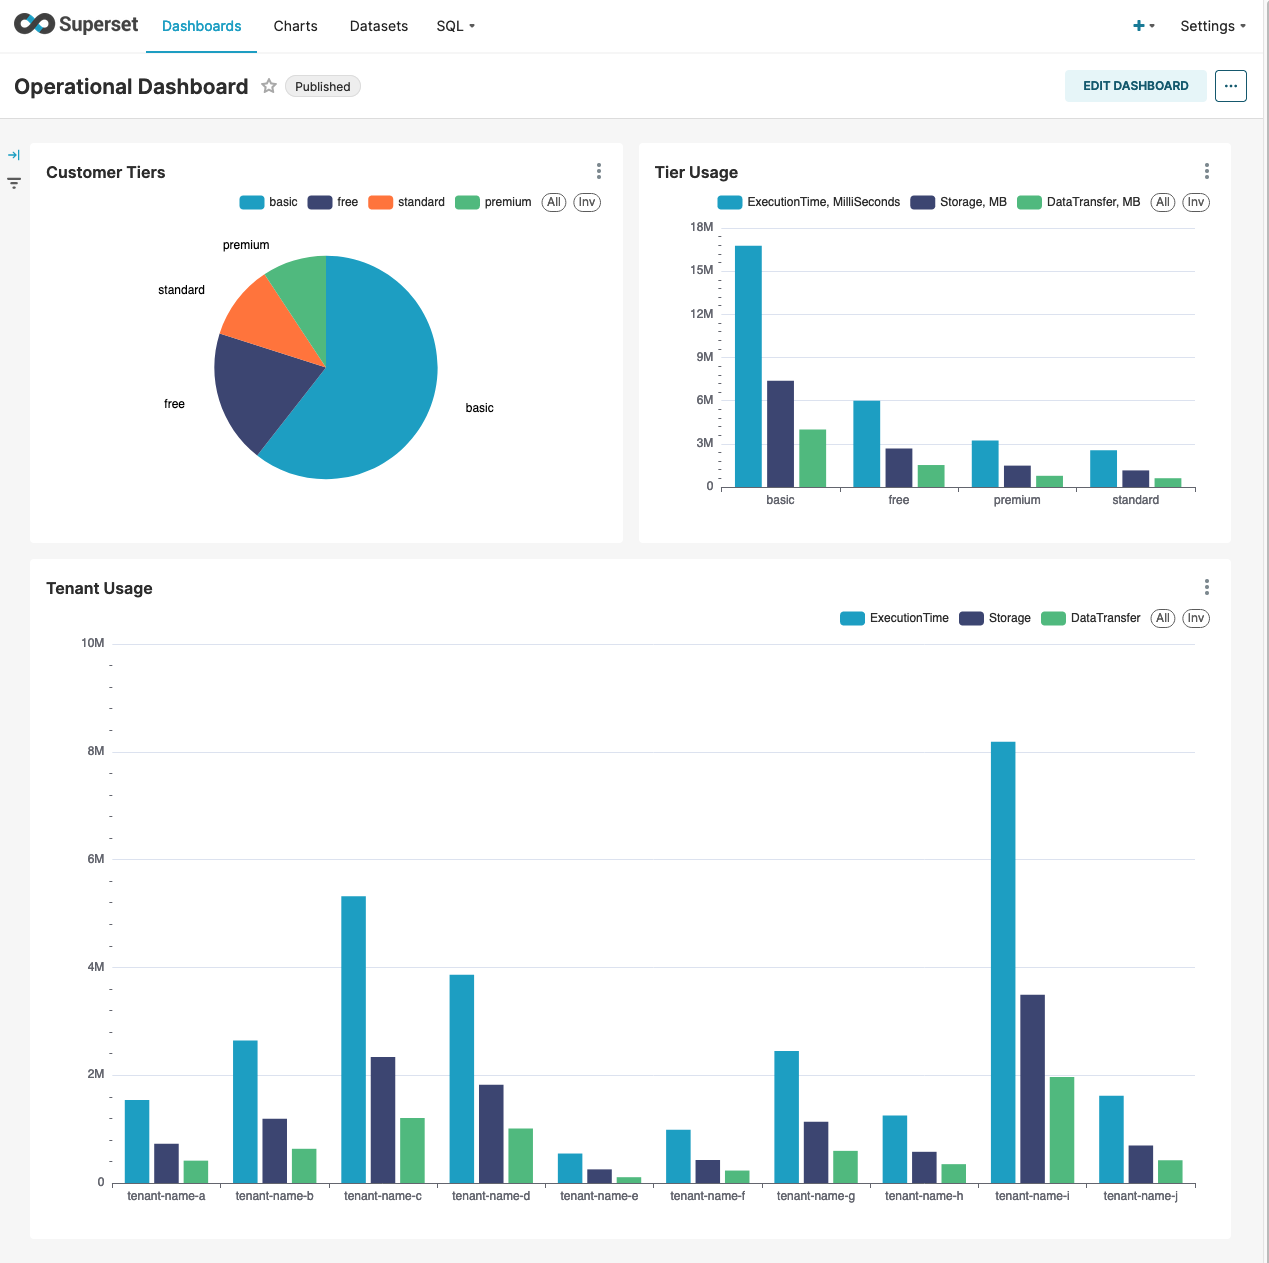 Superset Dashboards Charts Datasets SQL + Settings
Operational Dashboard Published EDIT DASHBOARD ...
Customer Tiers
basic free standard premium All Inv
premium
standard
free
basic
Tier Usage
ExecutionTime, MilliSeconds Storage, MB DataTransfer, MB All Inv
18M
15M
12M
9M
6M
3M
0
basic free premium standard
Tenant Usage
ExecutionTime Storage DataTransfer All Inv
10M
8M
6M
4M
2M
0
tenant-name-a tenant-name-b tenant-name-c tenant-name-d tenant-name-e tenant-name-f tenant-name-g tenant-name-h tenant-name-i tenant-name-j